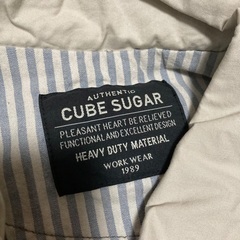 AUTHENTIC
CUBE SUGAR
PLEASANT HEART BE RELIEVED
FUNCTIONAL AND EXCELLENT DESIGN
HEAVY DUTY MATERIAL
WORK WEAR
1989